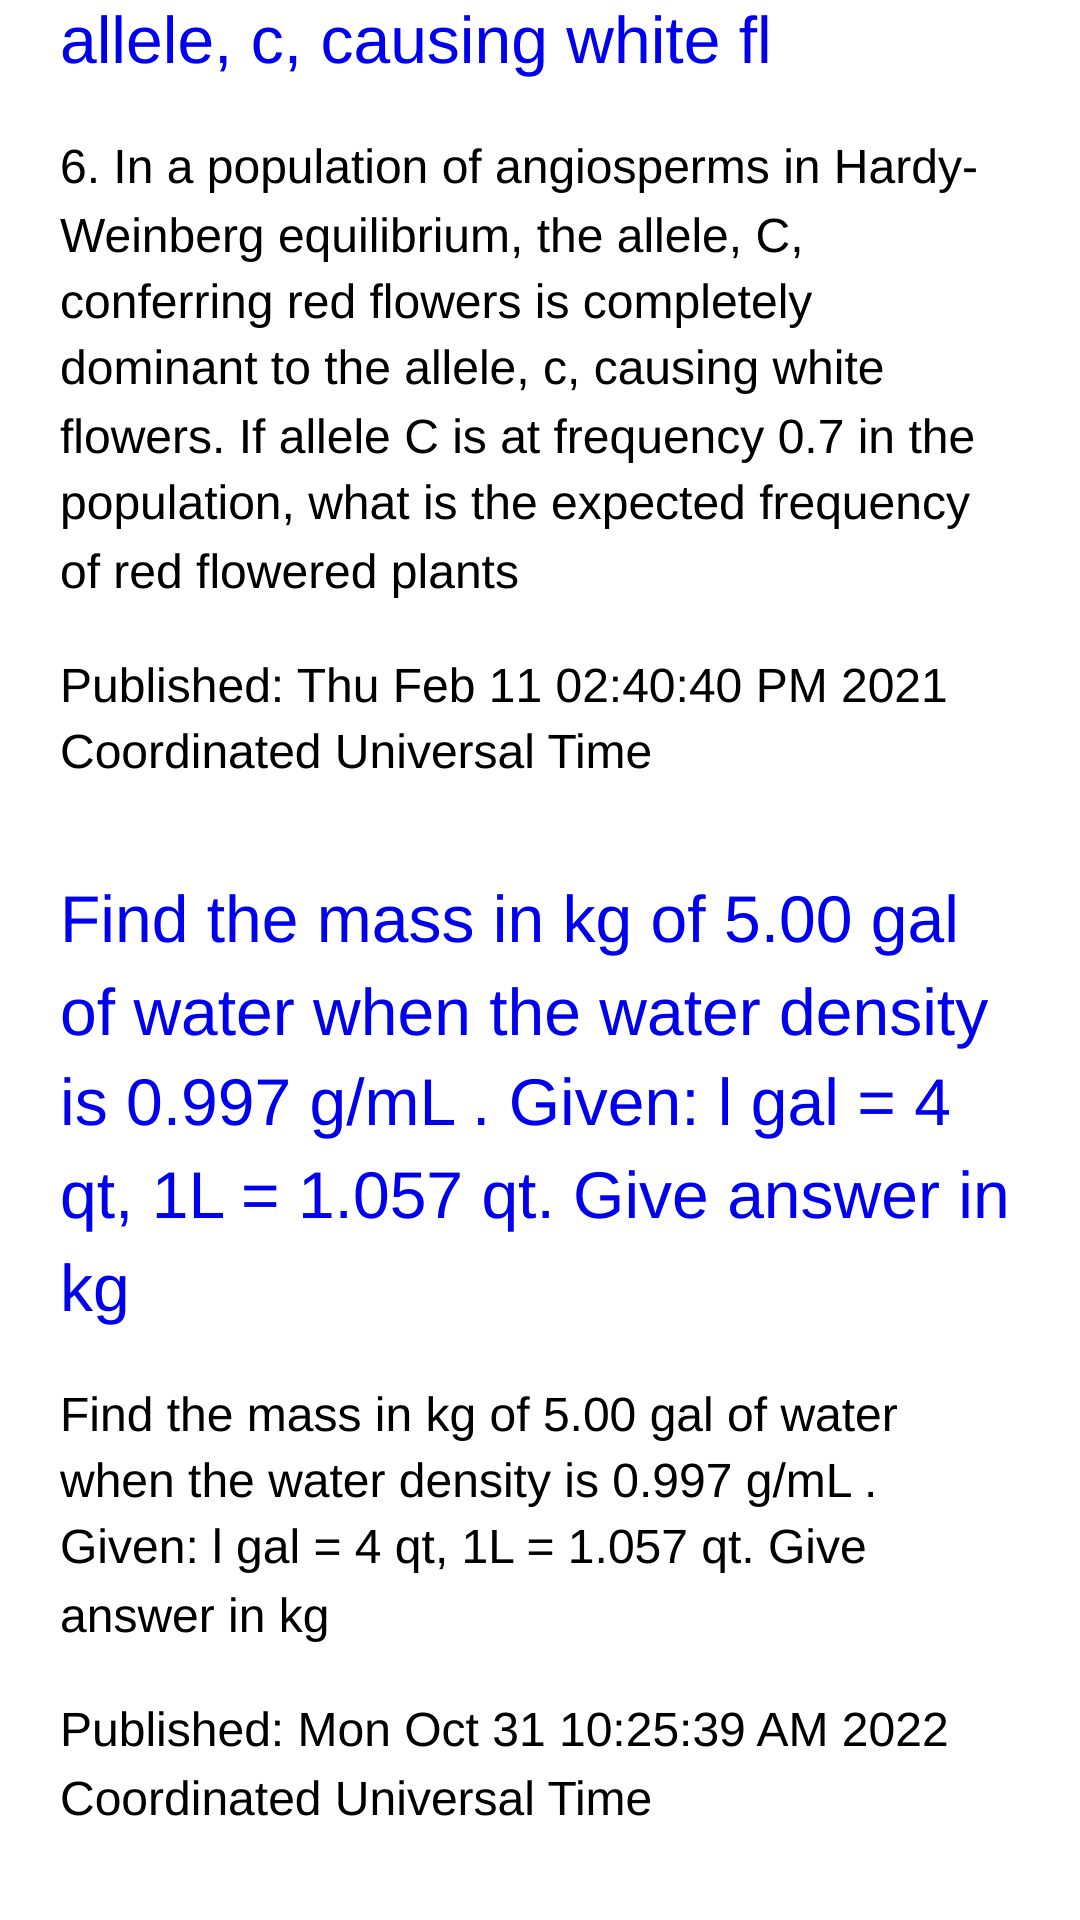 allele, c, causing white fl
6. In a population of angiosperms in Hardy-
Weinberg equilibrium, the allele, C,
conferring red flowers is completely
dominant to the allele, c, causing white
flowers. If allele C is at frequency 0.7 in the
population, what is the expected frequency
of red flowered plants
Published: Thu Feb 11 02:40:40 PM 2021
Coordinated Universal Time
Find the mass in kg of 5.00 gal
of water when the water density
is 0.997 g/mL . Given: l gal = 4
qt, 1L = 1.057 qt. Give answer in
kg
Find the mass in kg of 5.00 gal of water
when the water density is 0.997 g/mL .
Given: l gal = 4 qt, 1L = 1.057 qt. Give
answer in kg
Published: Mon Oct 31 10:25:39 AM 2022
Coordinated Universal Time